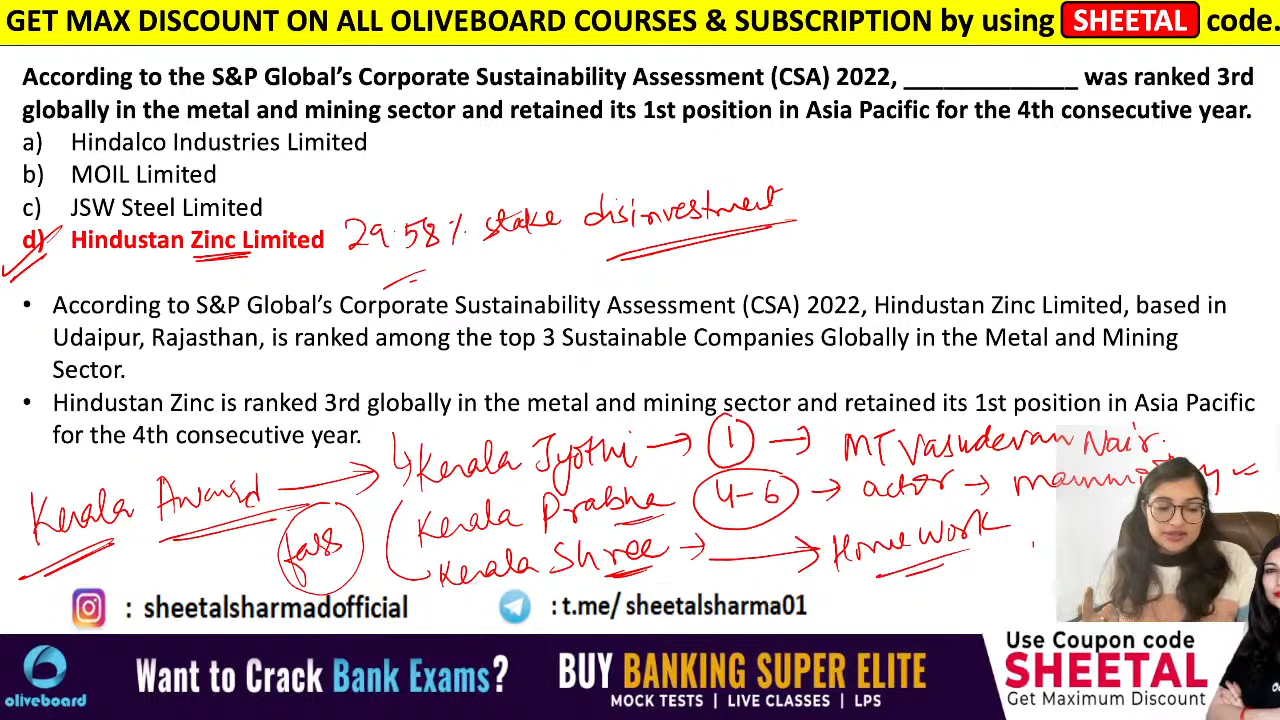 GET MAX DISCOUNT ON ALL OLIVEBOARD COURSES & SUBSCRIPTION by using SHEETAL code.
According to the S&P Global's Corporate Sustainability Assessment (CSA) 2022, _____________ was ranked 3rd
globally in the metal and mining sector and retained its 1st position in Asia Pacific for the 4th consecutive year.
a) Hindalco Industries Limited
b) MOIL Limited
c) JSW Steel Limited
d) Hindustan Zinc Limited 29.58% stake disinvestment
• According to S&P Global's Corporate Sustainability Assessment (CSA) 2022, Hindustan Zinc Limited, based in
Udaipur, Rajasthan, is ranked among the top 3 Sustainable Companies Globally in the Metal and Mining
Sector.
• Hindustan Zinc is ranked 3rd globally in the metal and mining sector and retained its 1st position in Asia Pacific
for the 4th consecutive year.
Kerala Award → Kerala Jyothi → 1 → MT Vasudevan Nair
Kerala Prabha 4-6 → actor →
Kerala Shree → Homework
: sheetalsharmadofficial : t.me/ sheetalsharma01
oliveboard
Want to Crack Bank Exams?
BUY BANKING SUPER ELITE
MOCK TESTS | LIVE CLASSES | LPS
Use Coupon code
SHEETAL
Get Maximum Discount